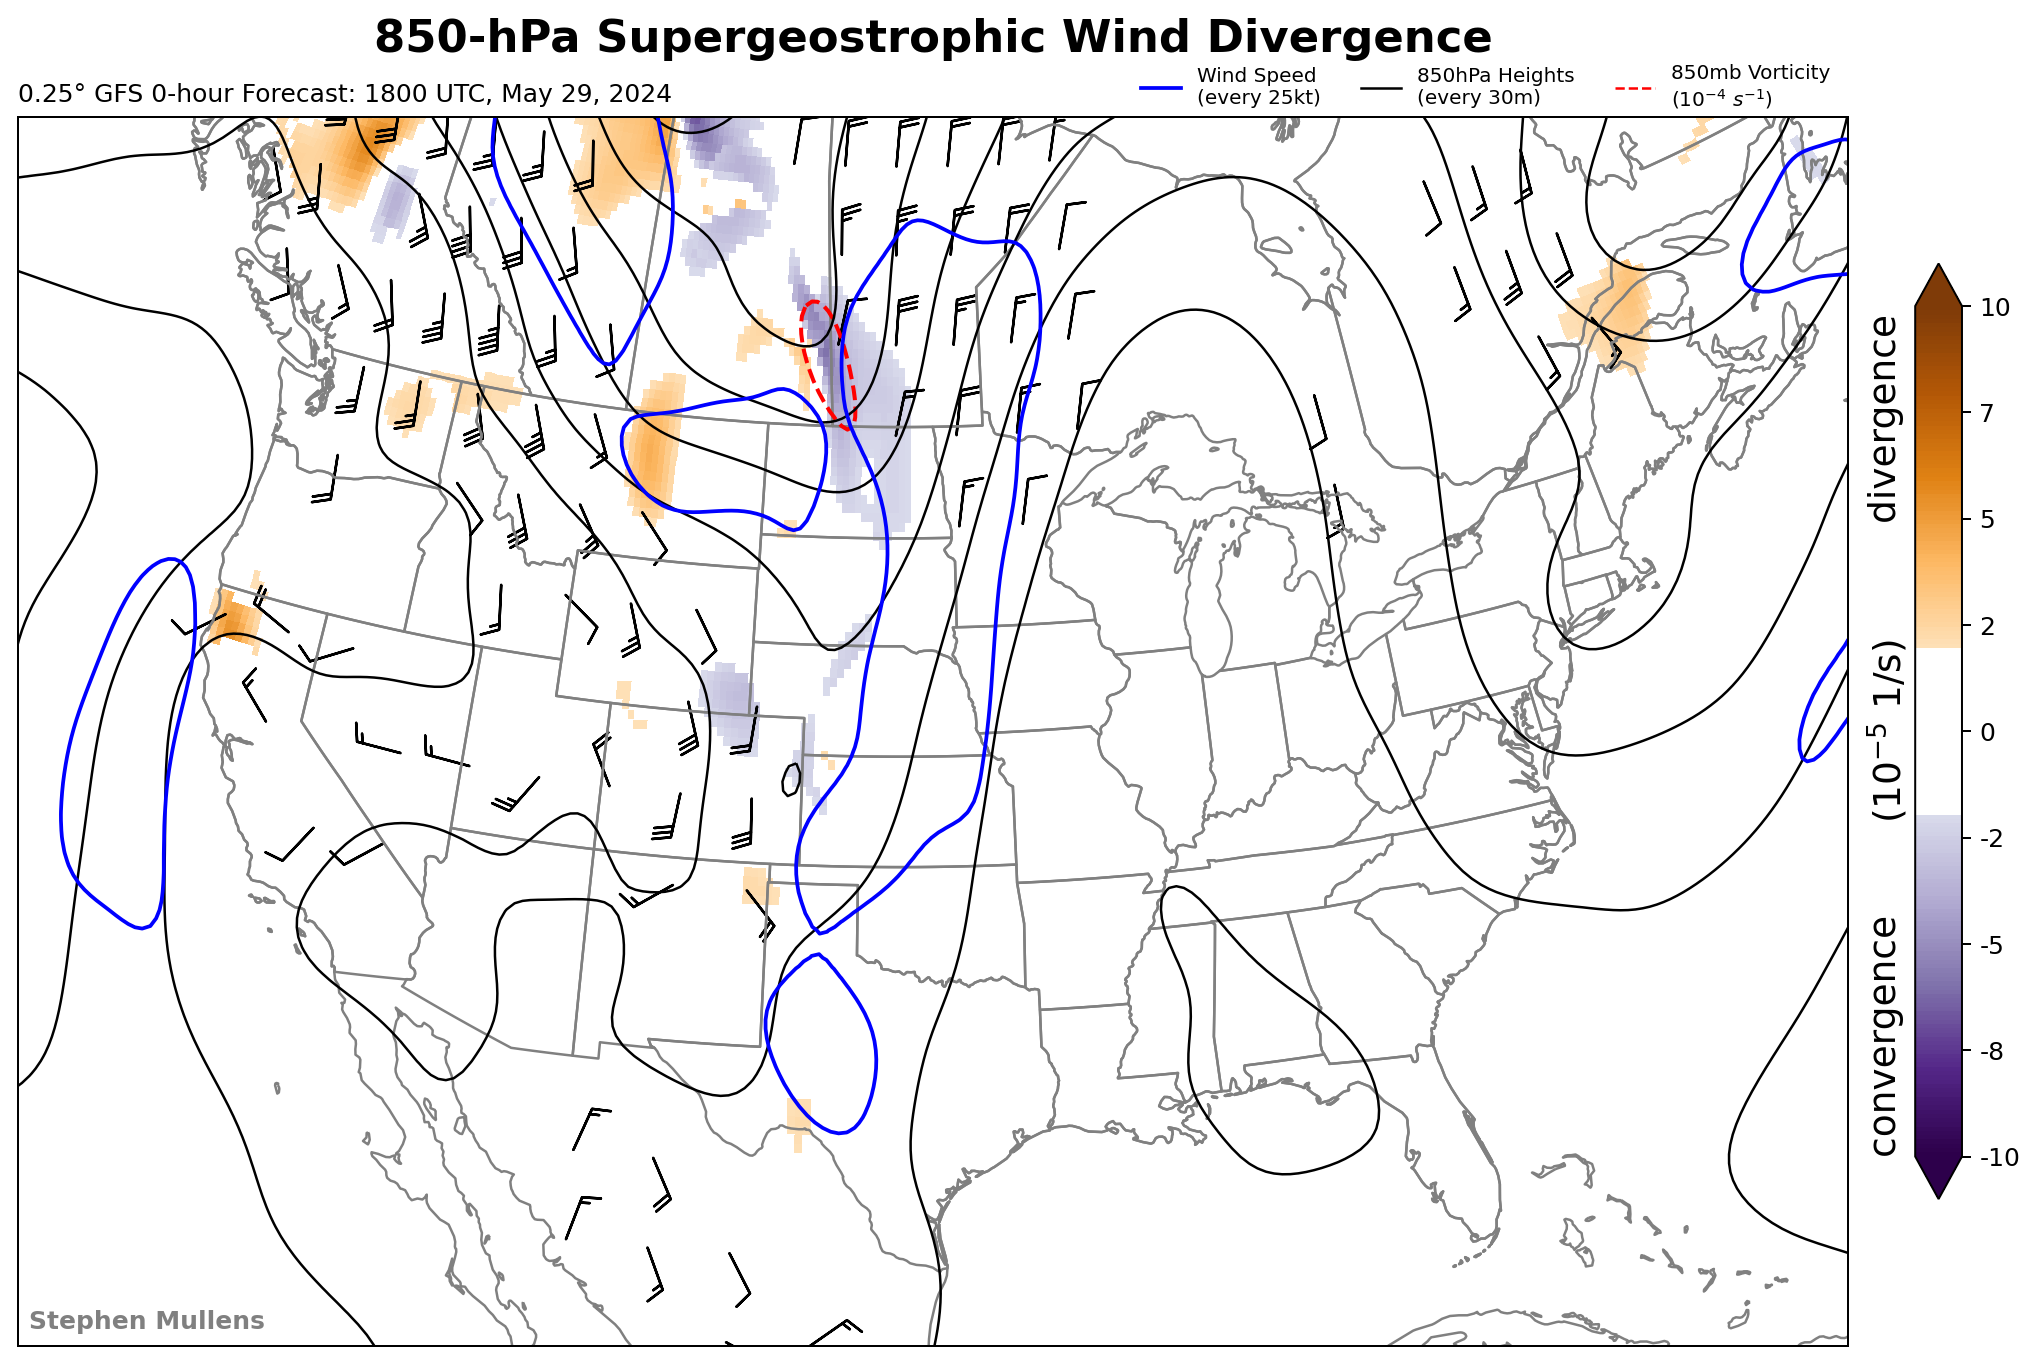 850-hPa Supergeostrophic Wind Divergence
0.25° GFS 0-hour Forecast: 1800 UTC, May 29, 2024
Wind Speed
(every 25kt)
850hPa Heights
(every 30m)
850mb Vorticity
(10⁻⁴ s⁻¹)
10
7
5
2
0
-2
-5
-8
-10
convergence (10⁻⁵ 1/s) divergence
Stephen Mullens